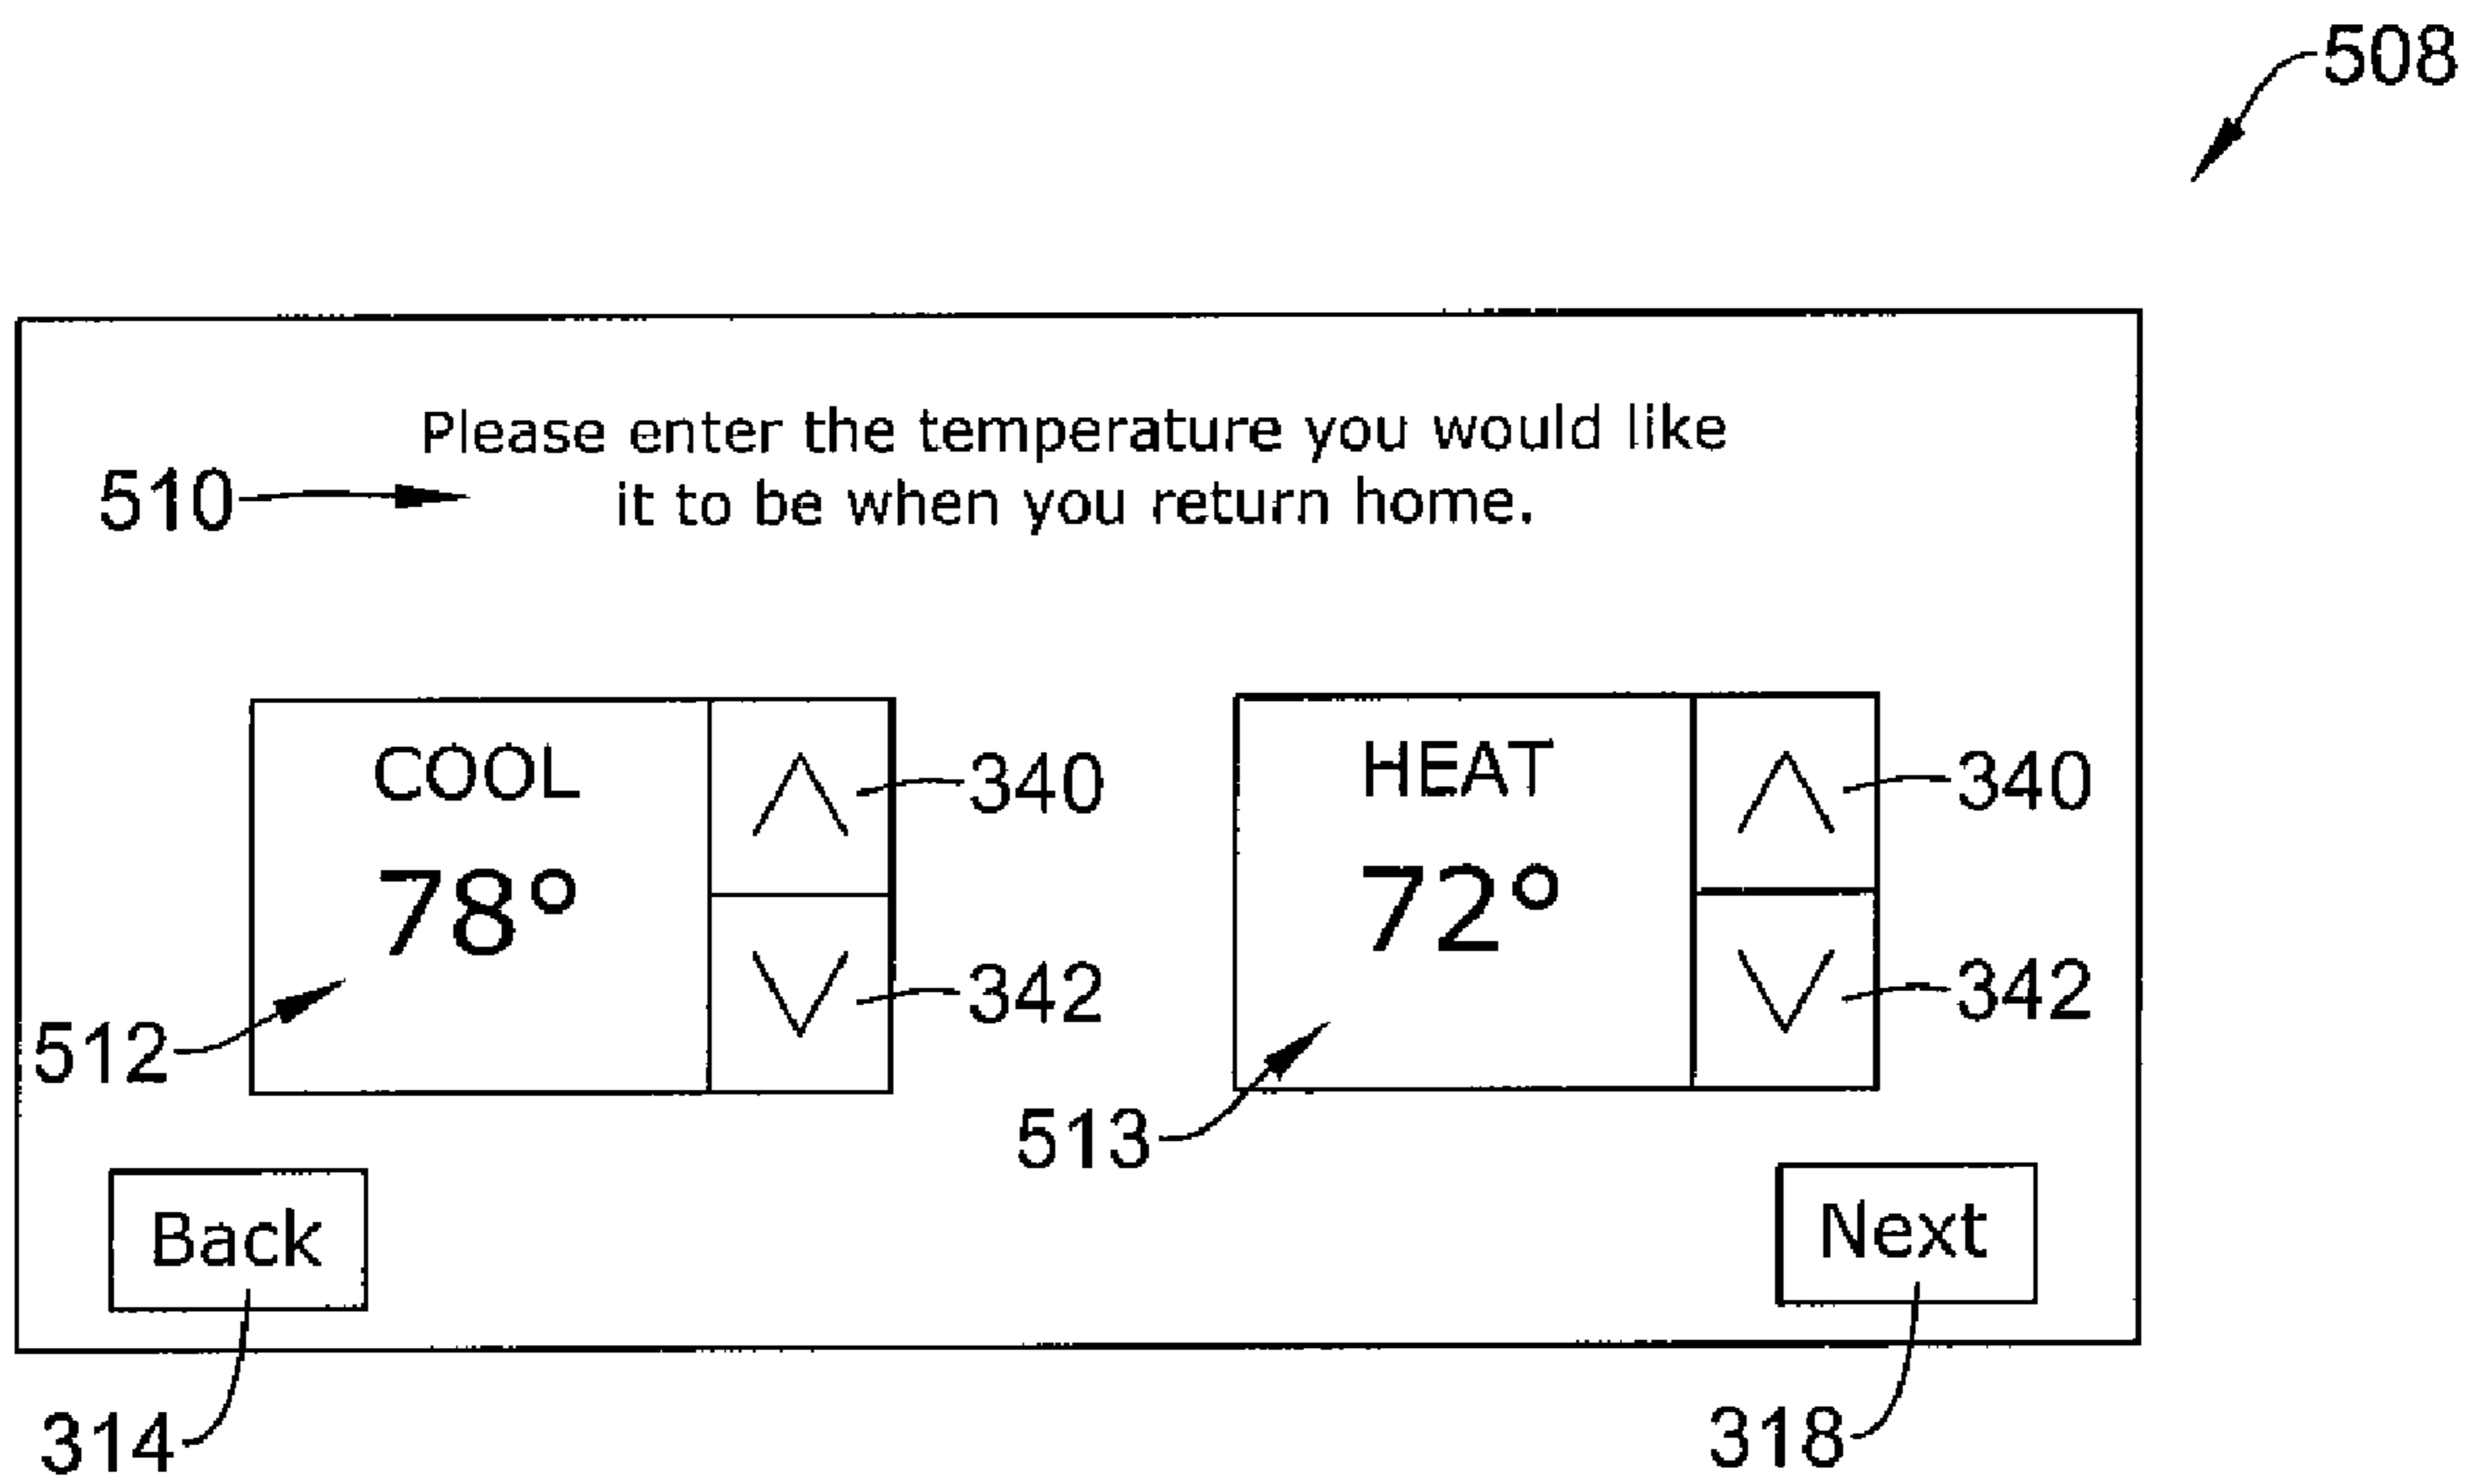 508
Please enter the temperature you would like
510 it to be when you return home.
COOL
340
78°
342
512
HEAT
340
72°
342
513
Back
Next
314
318